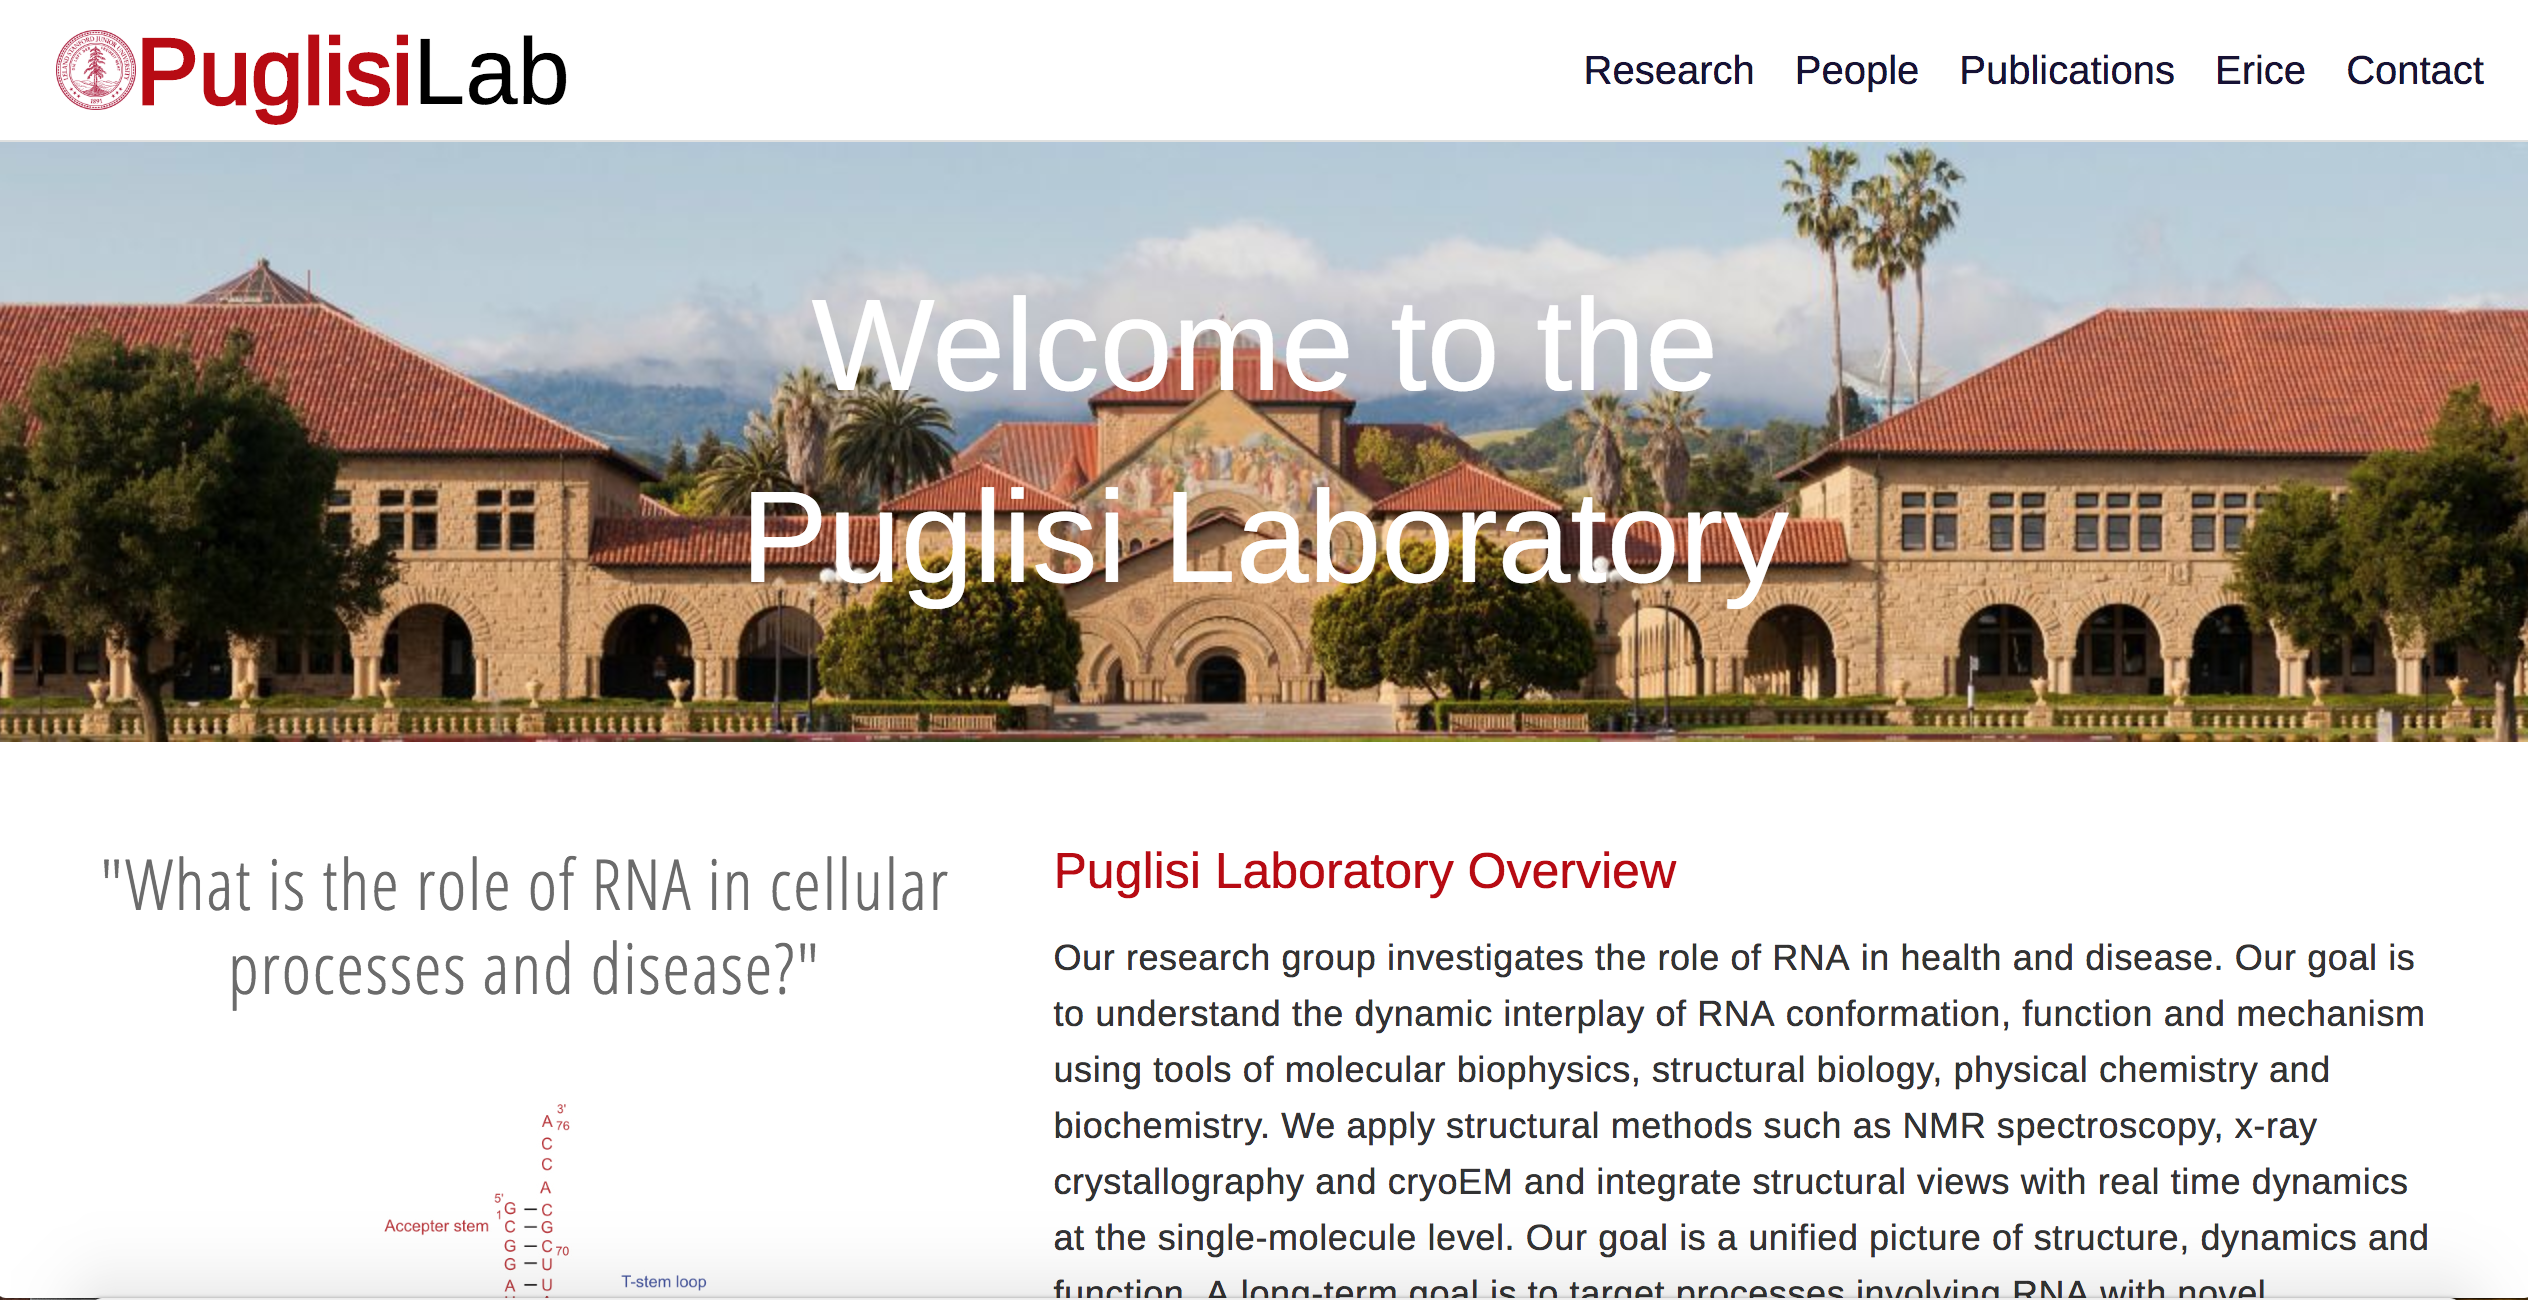 PuglisiLab
Research People Publications Erice Contact
Welcome to the
Puglisi Laboratory
"What is the role of RNA in cellular
processes and disease?"
3'
A 76
C
C
A
5'
1 G – C
Accepter stem C – G
G – C 70
G – U
A – U
T-stem loop
Puglisi Laboratory Overview
Our research group investigates the role of RNA in health and disease. Our goal is
to understand the dynamic interplay of RNA conformation, function and mechanism
using tools of molecular biophysics, structural biology, physical chemistry and
biochemistry. We apply structural methods such as NMR spectroscopy, x-ray
crystallography and cryoEM and integrate structural views with real time dynamics
at the single-molecule level. Our goal is a unified picture of structure, dynamics and
function. A long-term goal is to target processes involving RNA with novel